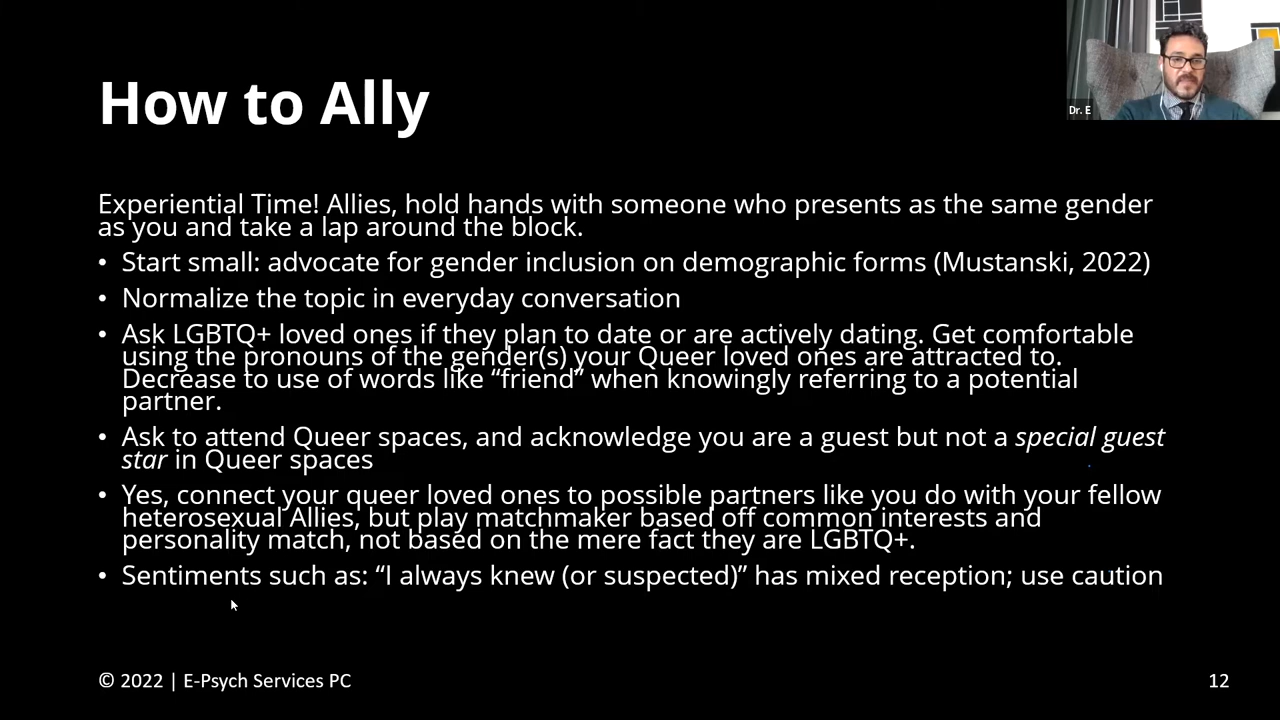 Dr. E
How to Ally
Experiential Time! Allies, hold hands with someone who presents as the same gender
as you and take a lap around the block.
• Start small: advocate for gender inclusion on demographic forms (Mustanski, 2022)
• Normalize the topic in everyday conversation
• Ask LGBTQ+ loved ones if they plan to date or are actively dating. Get comfortable
using the pronouns of the gender(s) your Queer loved ones are attracted to.
Decrease to use of words like “friend” when knowingly referring to a potential
partner.
• Ask to attend Queer spaces, and acknowledge you are a guest but not a special guest
star in Queer spaces
• Yes, connect your queer loved ones to possible partners like you do with your fellow
heterosexual Allies, but play matchmaker based off common interests and
personality match, not based on the mere fact they are LGBTQ+.
• Sentiments such as: “I always knew (or suspected)” has mixed reception; use caution
© 2022 | E-Psych Services PC
12